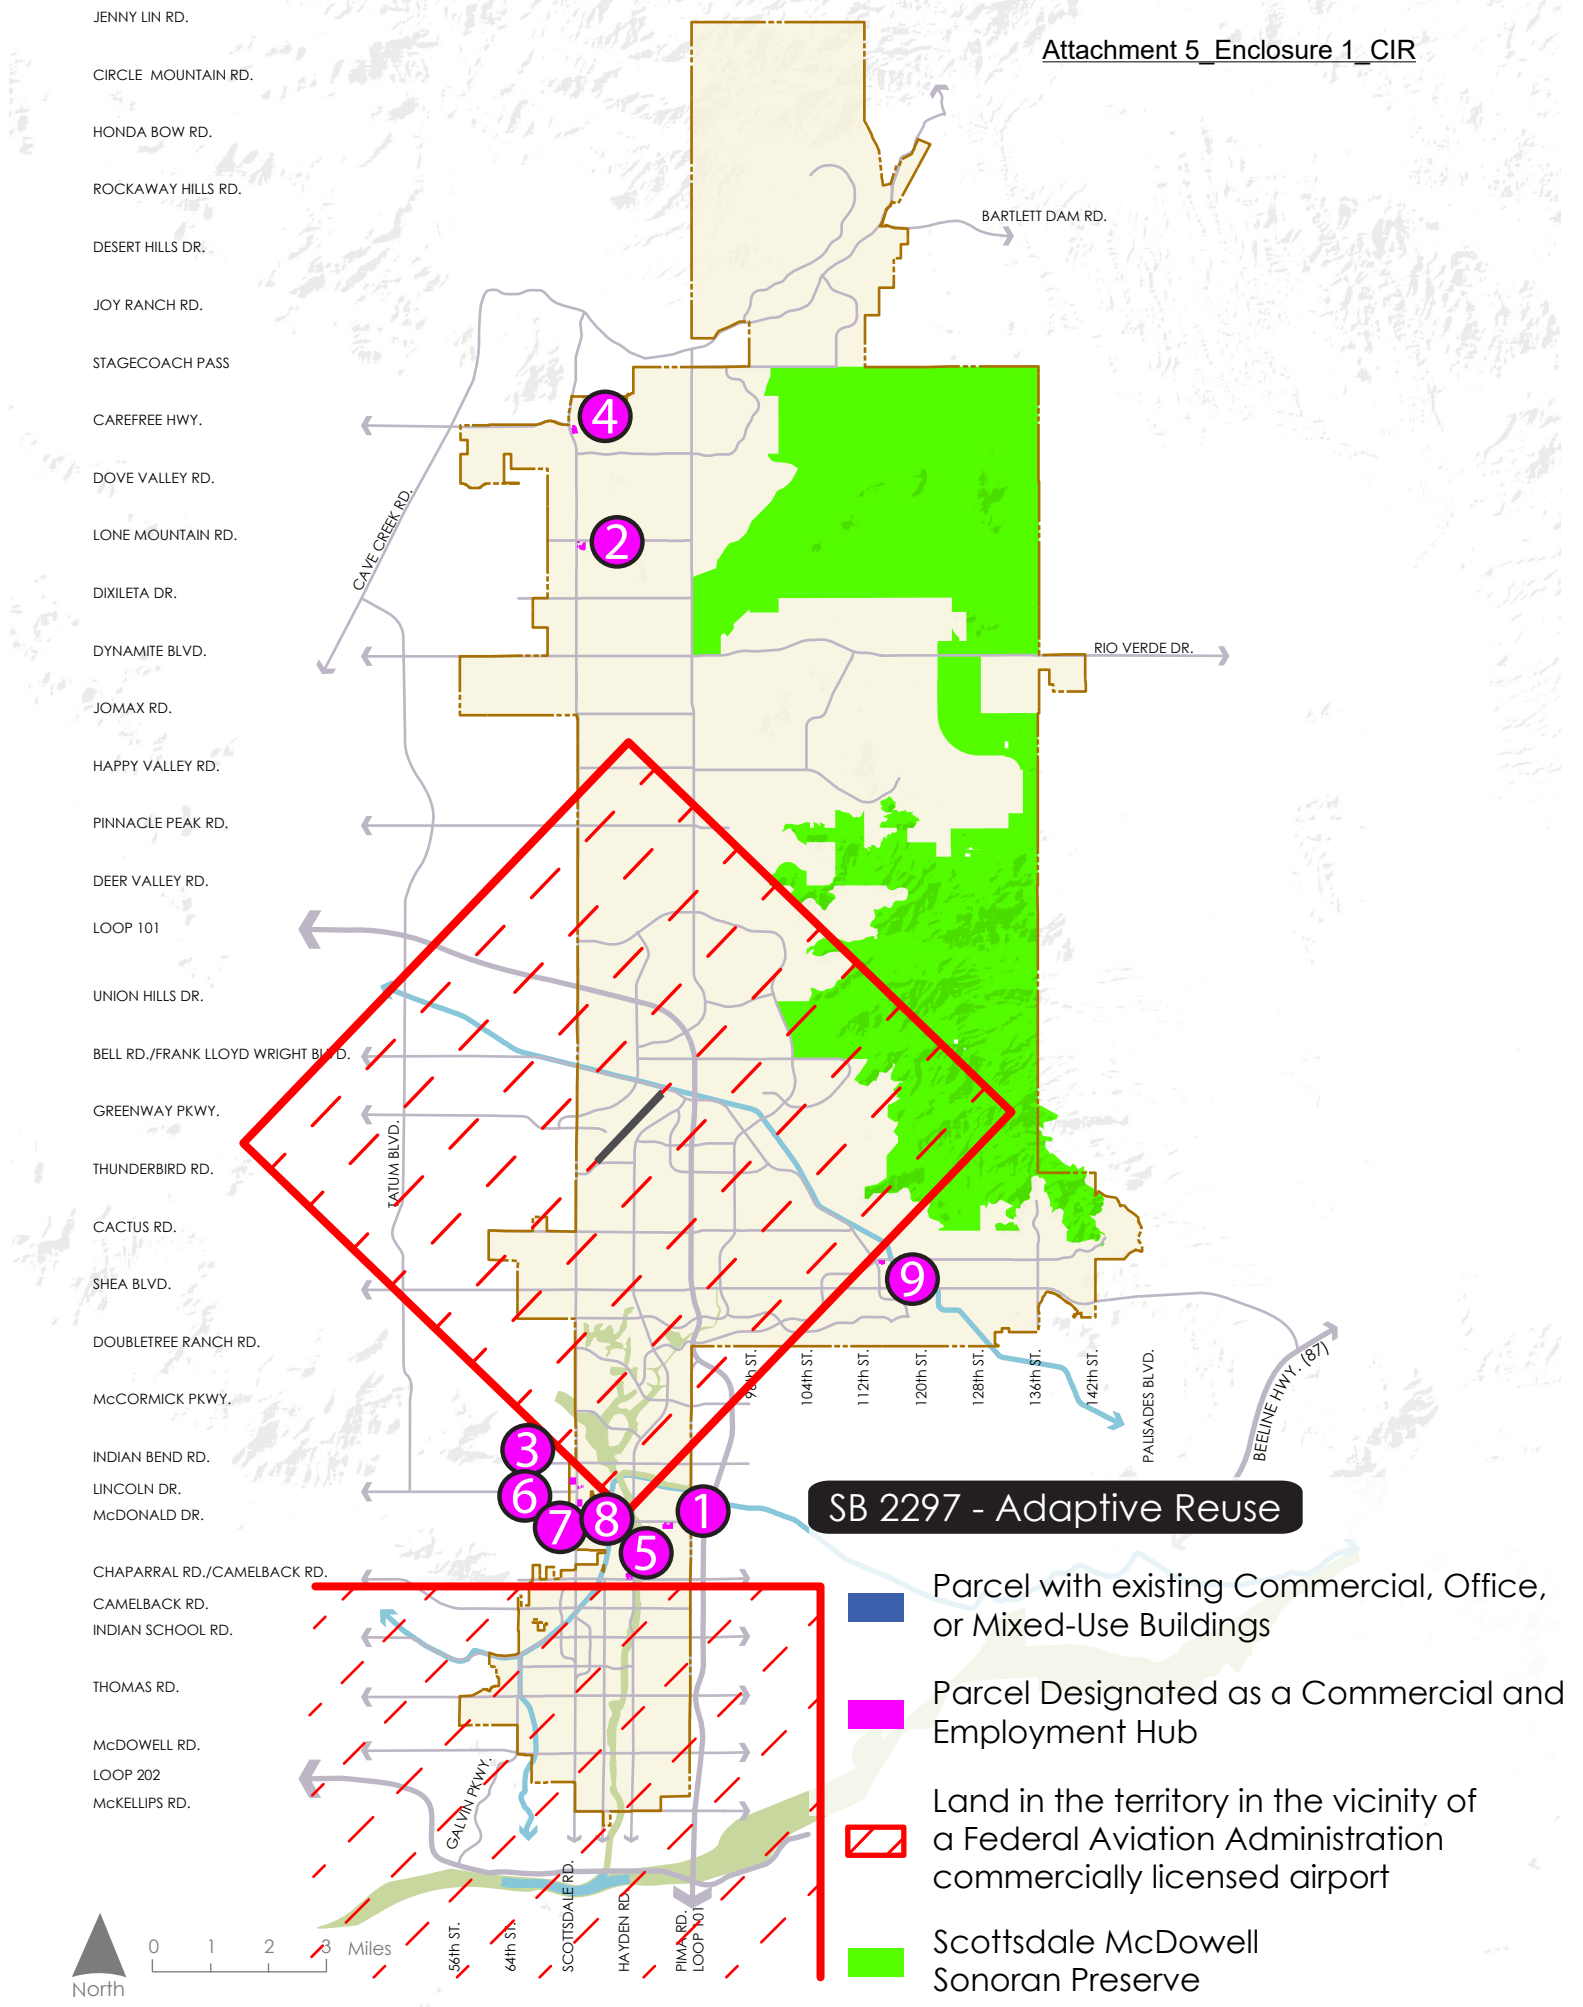 JENNY LIN RD.
Attachment 5_Enclosure 1_CIR
CIRCLE MOUNTAIN RD.
HONDA BOW RD.
ROCKAWAY HILLS RD.
BARTLETT DAM RD.
DESERT HILLS DR.
JOY RANCH RD.
STAGECOACH PASS
CAREFREE HWY.
4
DOVE VALLEY RD.
LONE MOUNTAIN RD.
2
CAVE CREEK RD.
DIXILETA DR.
DYNAMITE BLVD.
RIO VERDE DR.
JOMAX RD.
HAPPY VALLEY RD.
PINNACLE PEAK RD.
DEER VALLEY RD.
LOOP 101
UNION HILLS DR.
BELL RD./FRANK LLOYD WRIGHT BLVD.
GREENWAY PKWY.
TATUM BLVD.
THUNDERBIRD RD.
CACTUS RD.
SHEA BLVD.
9
DOUBLETREE RANCH RD.
96th ST.
104th ST.
112th ST.
120th ST.
128th ST.
136th ST.
142th ST.
PALISADES BLVD.
BEELINE HWY. (87)
McCORMICK PKWY.
3
INDIAN BEND RD.
LINCOLN DR.
6
McDONALD DR.
7
8
1
5
SB 2297 - Adaptive Reuse
CHAPARRAL RD./CAMELBACK RD.
CAMELBACK RD.
INDIAN SCHOOL RD.
THOMAS RD.
McDOWELL RD.
LOOP 202
McKELLIPS RD.
GALVIN PKWY.
Parcel with existing Commercial, Office,
or Mixed-Use Buildings
Parcel Designated as a Commercial and
Employment Hub
Land in the territory in the vicinity of
a Federal Aviation Administration
commercially licensed airport
Scottsdale McDowell
Sonoran Preserve
56th ST.
64th ST.
SCOTTSDALE RD.
HAYDEN RD
PIMA RD.
LOOP 101
0 1 2 3 Miles
North